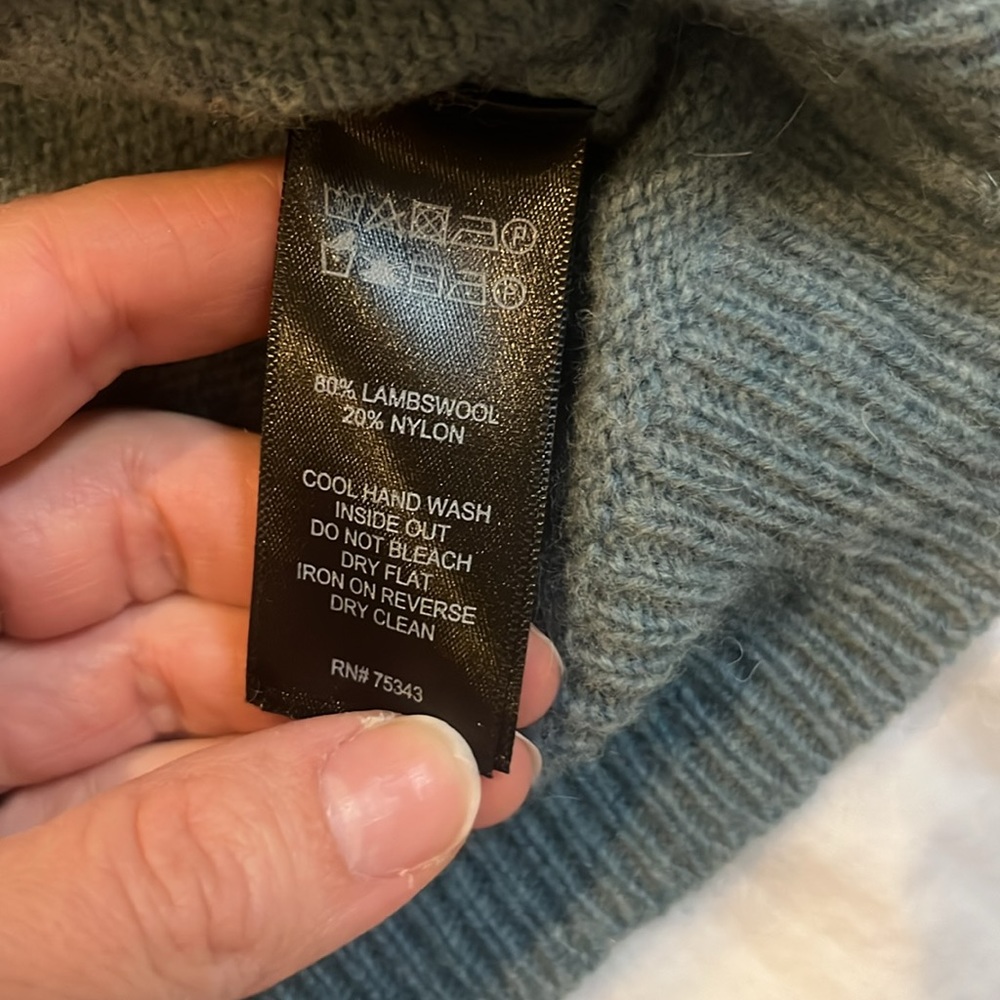 80% LAMBSWOOL
20% NYLON
COOL HAND WASH
INSIDE OUT
DO NOT BLEACH
DRY FLAT
IRON ON REVERSE
DRY CLEAN
RN# 75343